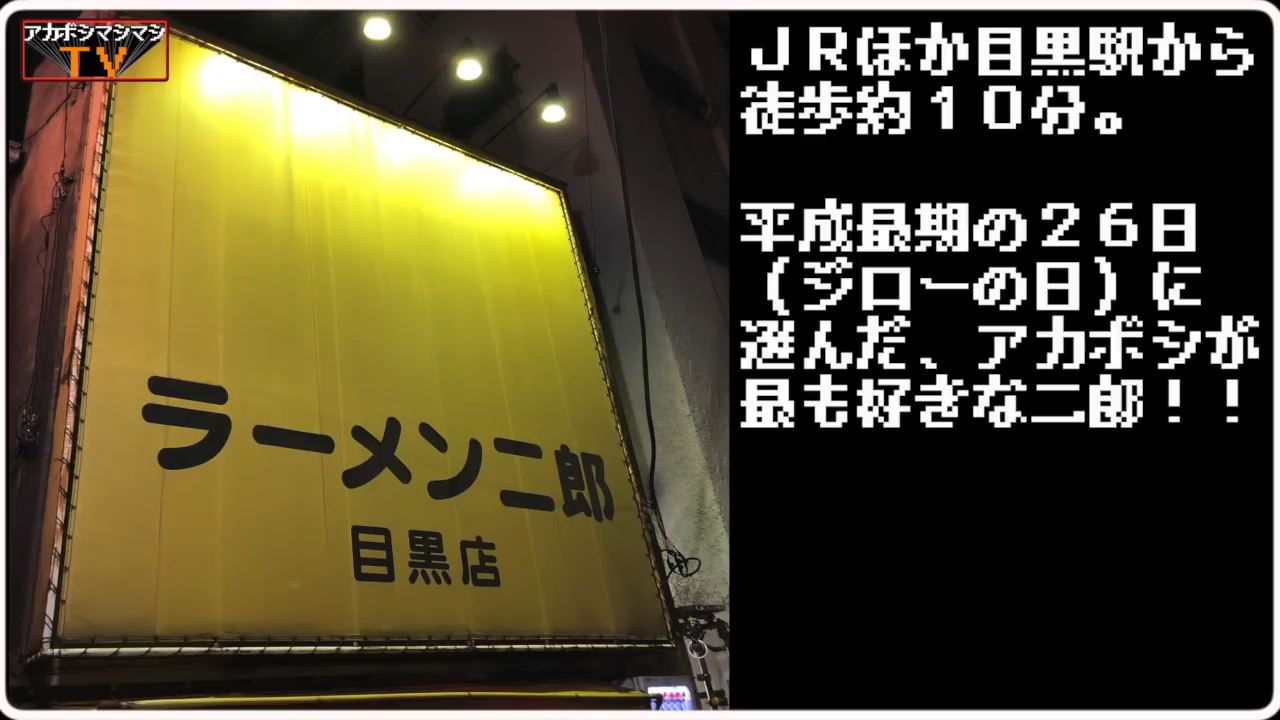 アカボシマシマシ
TV
ラーメン二郎
目黒店
JRほか目黒駅から
徒歩約10分。
平成最期の26日
(ジローの日)に
選んだ、アカボシが
最も好きな二郎!!